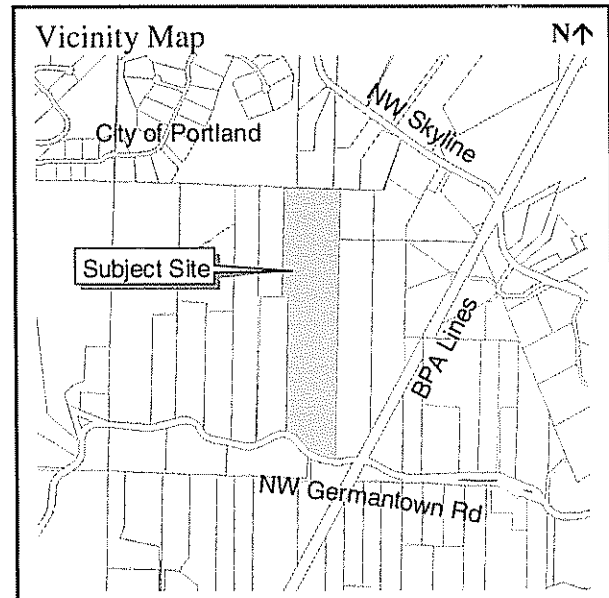 Vicinity Map N↑
NW Skyline
City of Portland
Subject Site
BPA Lines
NW Germantown Rd